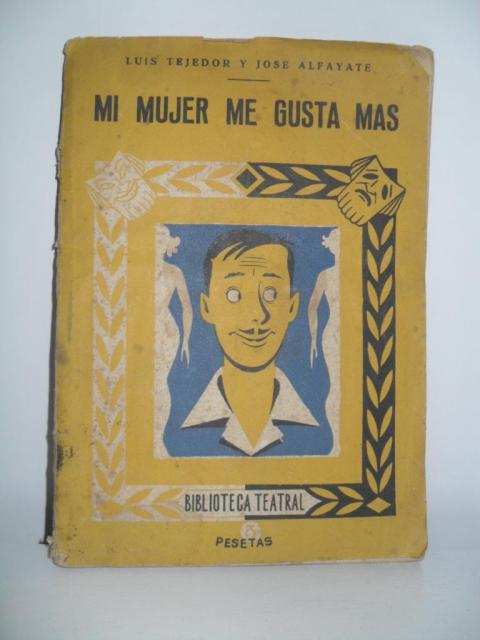 LUIS TEJEDOR Y JOSE ALFAYATE
MI MUJER ME GUSTA MAS
BIBLIOTECA TEATRAL
PESETAS